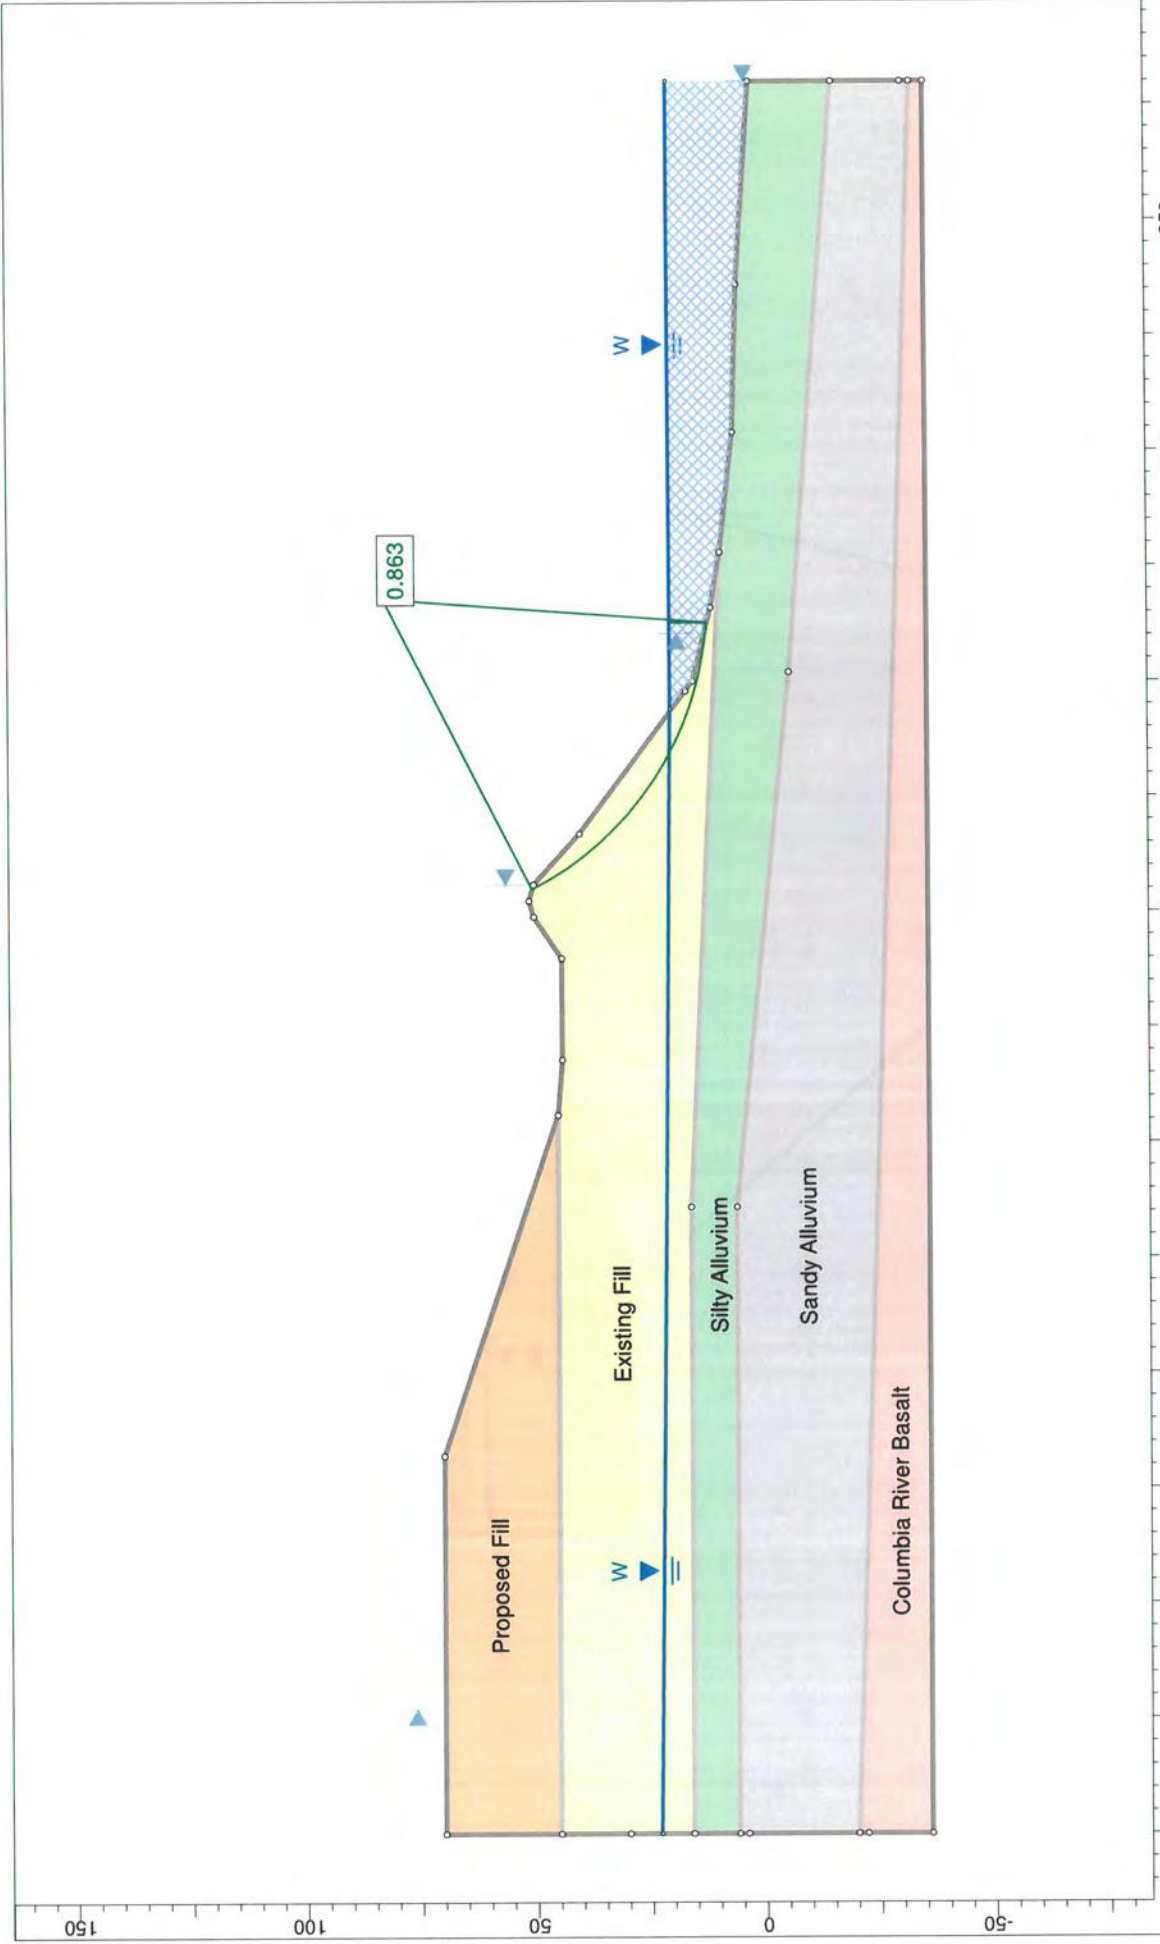 0.863
W
W
Proposed Fill
Existing Fill
Silty Alluvium
Sandy Alluvium
Columbia River Basalt
150
100
50
0
-50